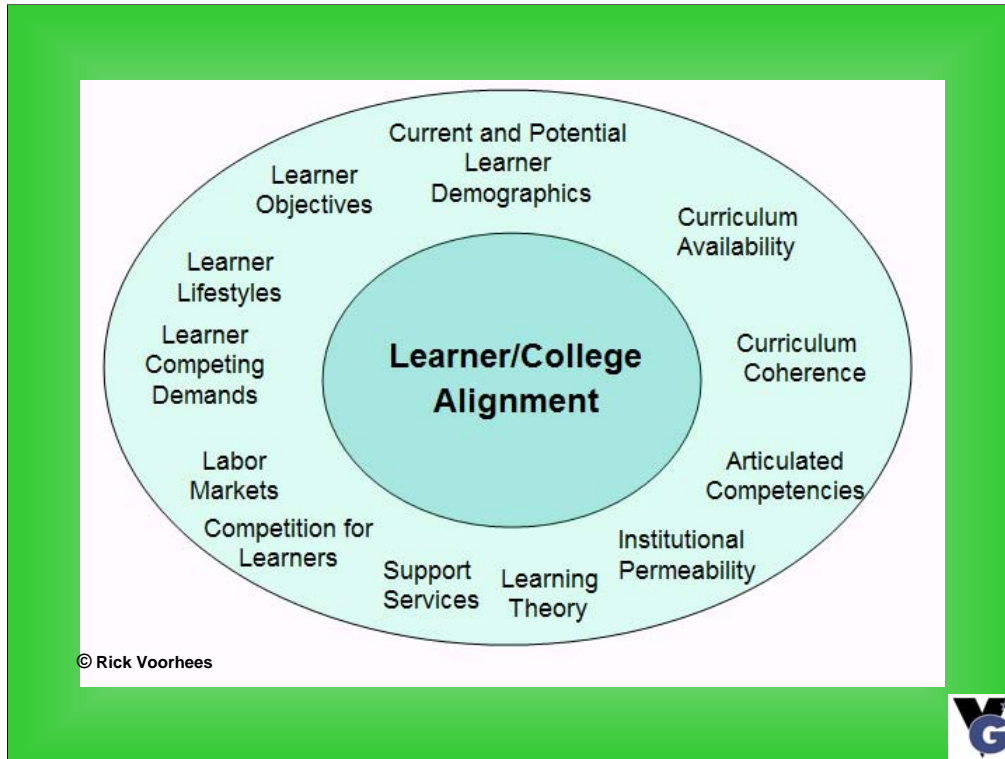 Current and Potential
Learner
Demographics
Learner
Objectives
Curriculum
Availability
Learner
Lifestyles
Learner
Competing
Demands
Learner/College
Alignment
Curriculum
Coherence
Labor
Markets
Articulated
Competencies
Competition for
Learners
Support
Services
Learning
Theory
Institutional
Permeability
© Rick Voorhees
VG